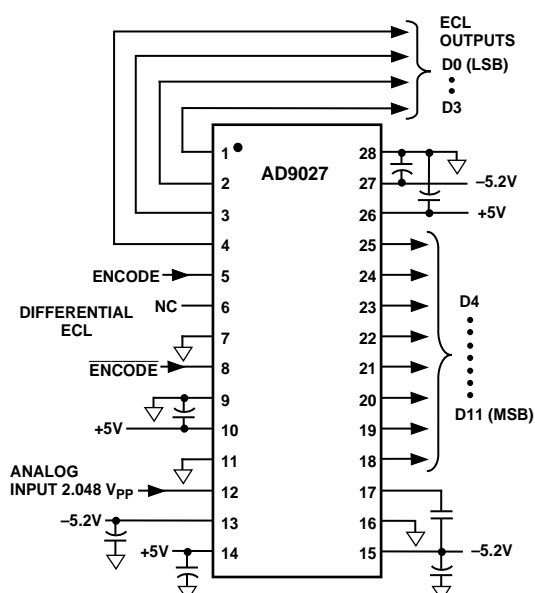 ECL
OUTPUTS
D0 (LSB)
D3
AD9027
1
2
3
4
5
6
7
8
9
10
11
12
13
14
28
27
26
25
24
23
22
21
20
19
18
17
16
15
ENCODE
NC
DIFFERENTIAL
ECL
ENCODE
+5V
ANALOG
INPUT 2.048 VPP
–5.2V
+5V
–5.2V
+5V
D4
D11 (MSB)
–5.2V